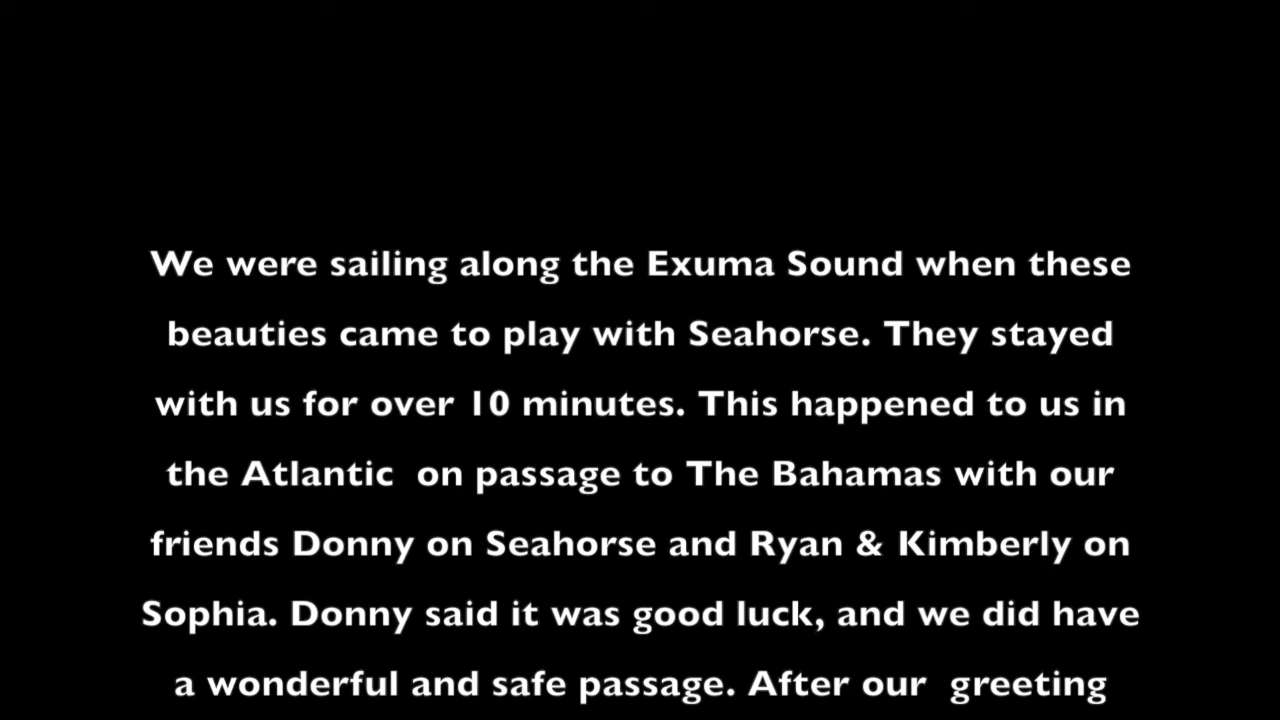 We were sailing along the Exuma Sound when these
beauties came to play with Seahorse. They stayed
with us for over 10 minutes. This happened to us in
the Atlantic  on passage to The Bahamas with our
friends Donny on Seahorse and Ryan & Kimberly on
Sophia. Donny said it was good luck, and we did have
a wonderful and safe passage. After our  greeting